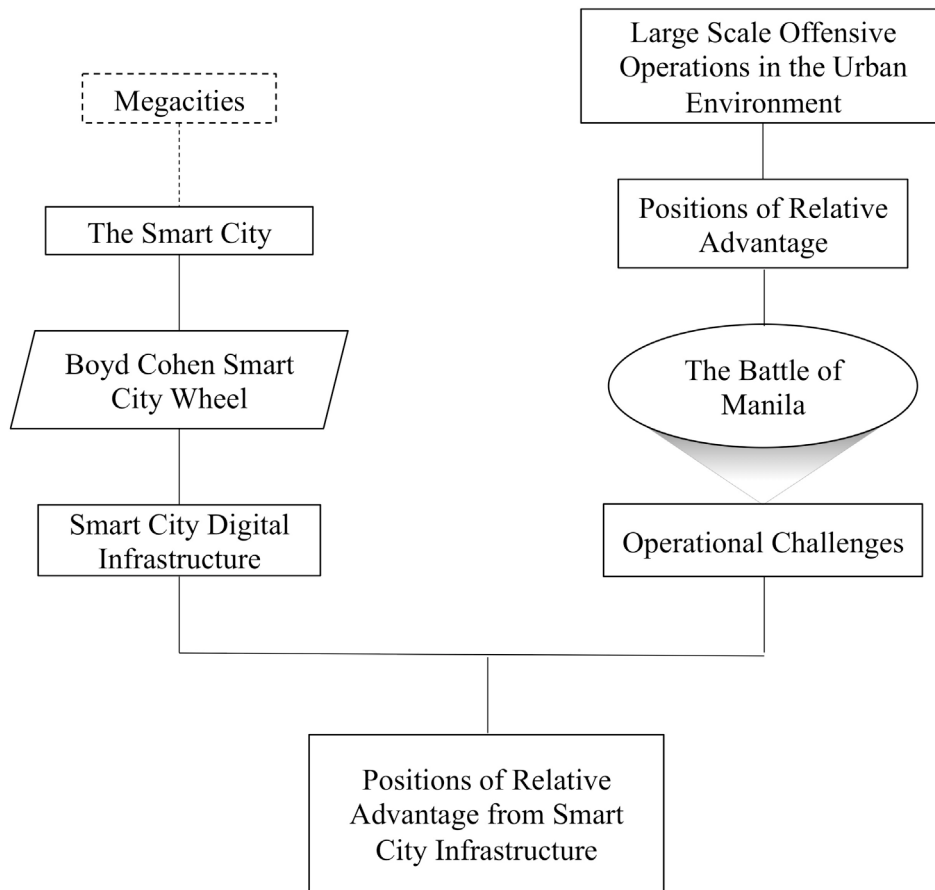 Megacities
The Smart City
Boyd Cohen Smart
City Wheel
Smart City Digital
Infrastructure
Large Scale Offensive
Operations in the Urban
Environment
Positions of Relative
Advantage
The Battle of
Manila
Operational Challenges
Positions of Relative
Advantage from Smart
City Infrastructure